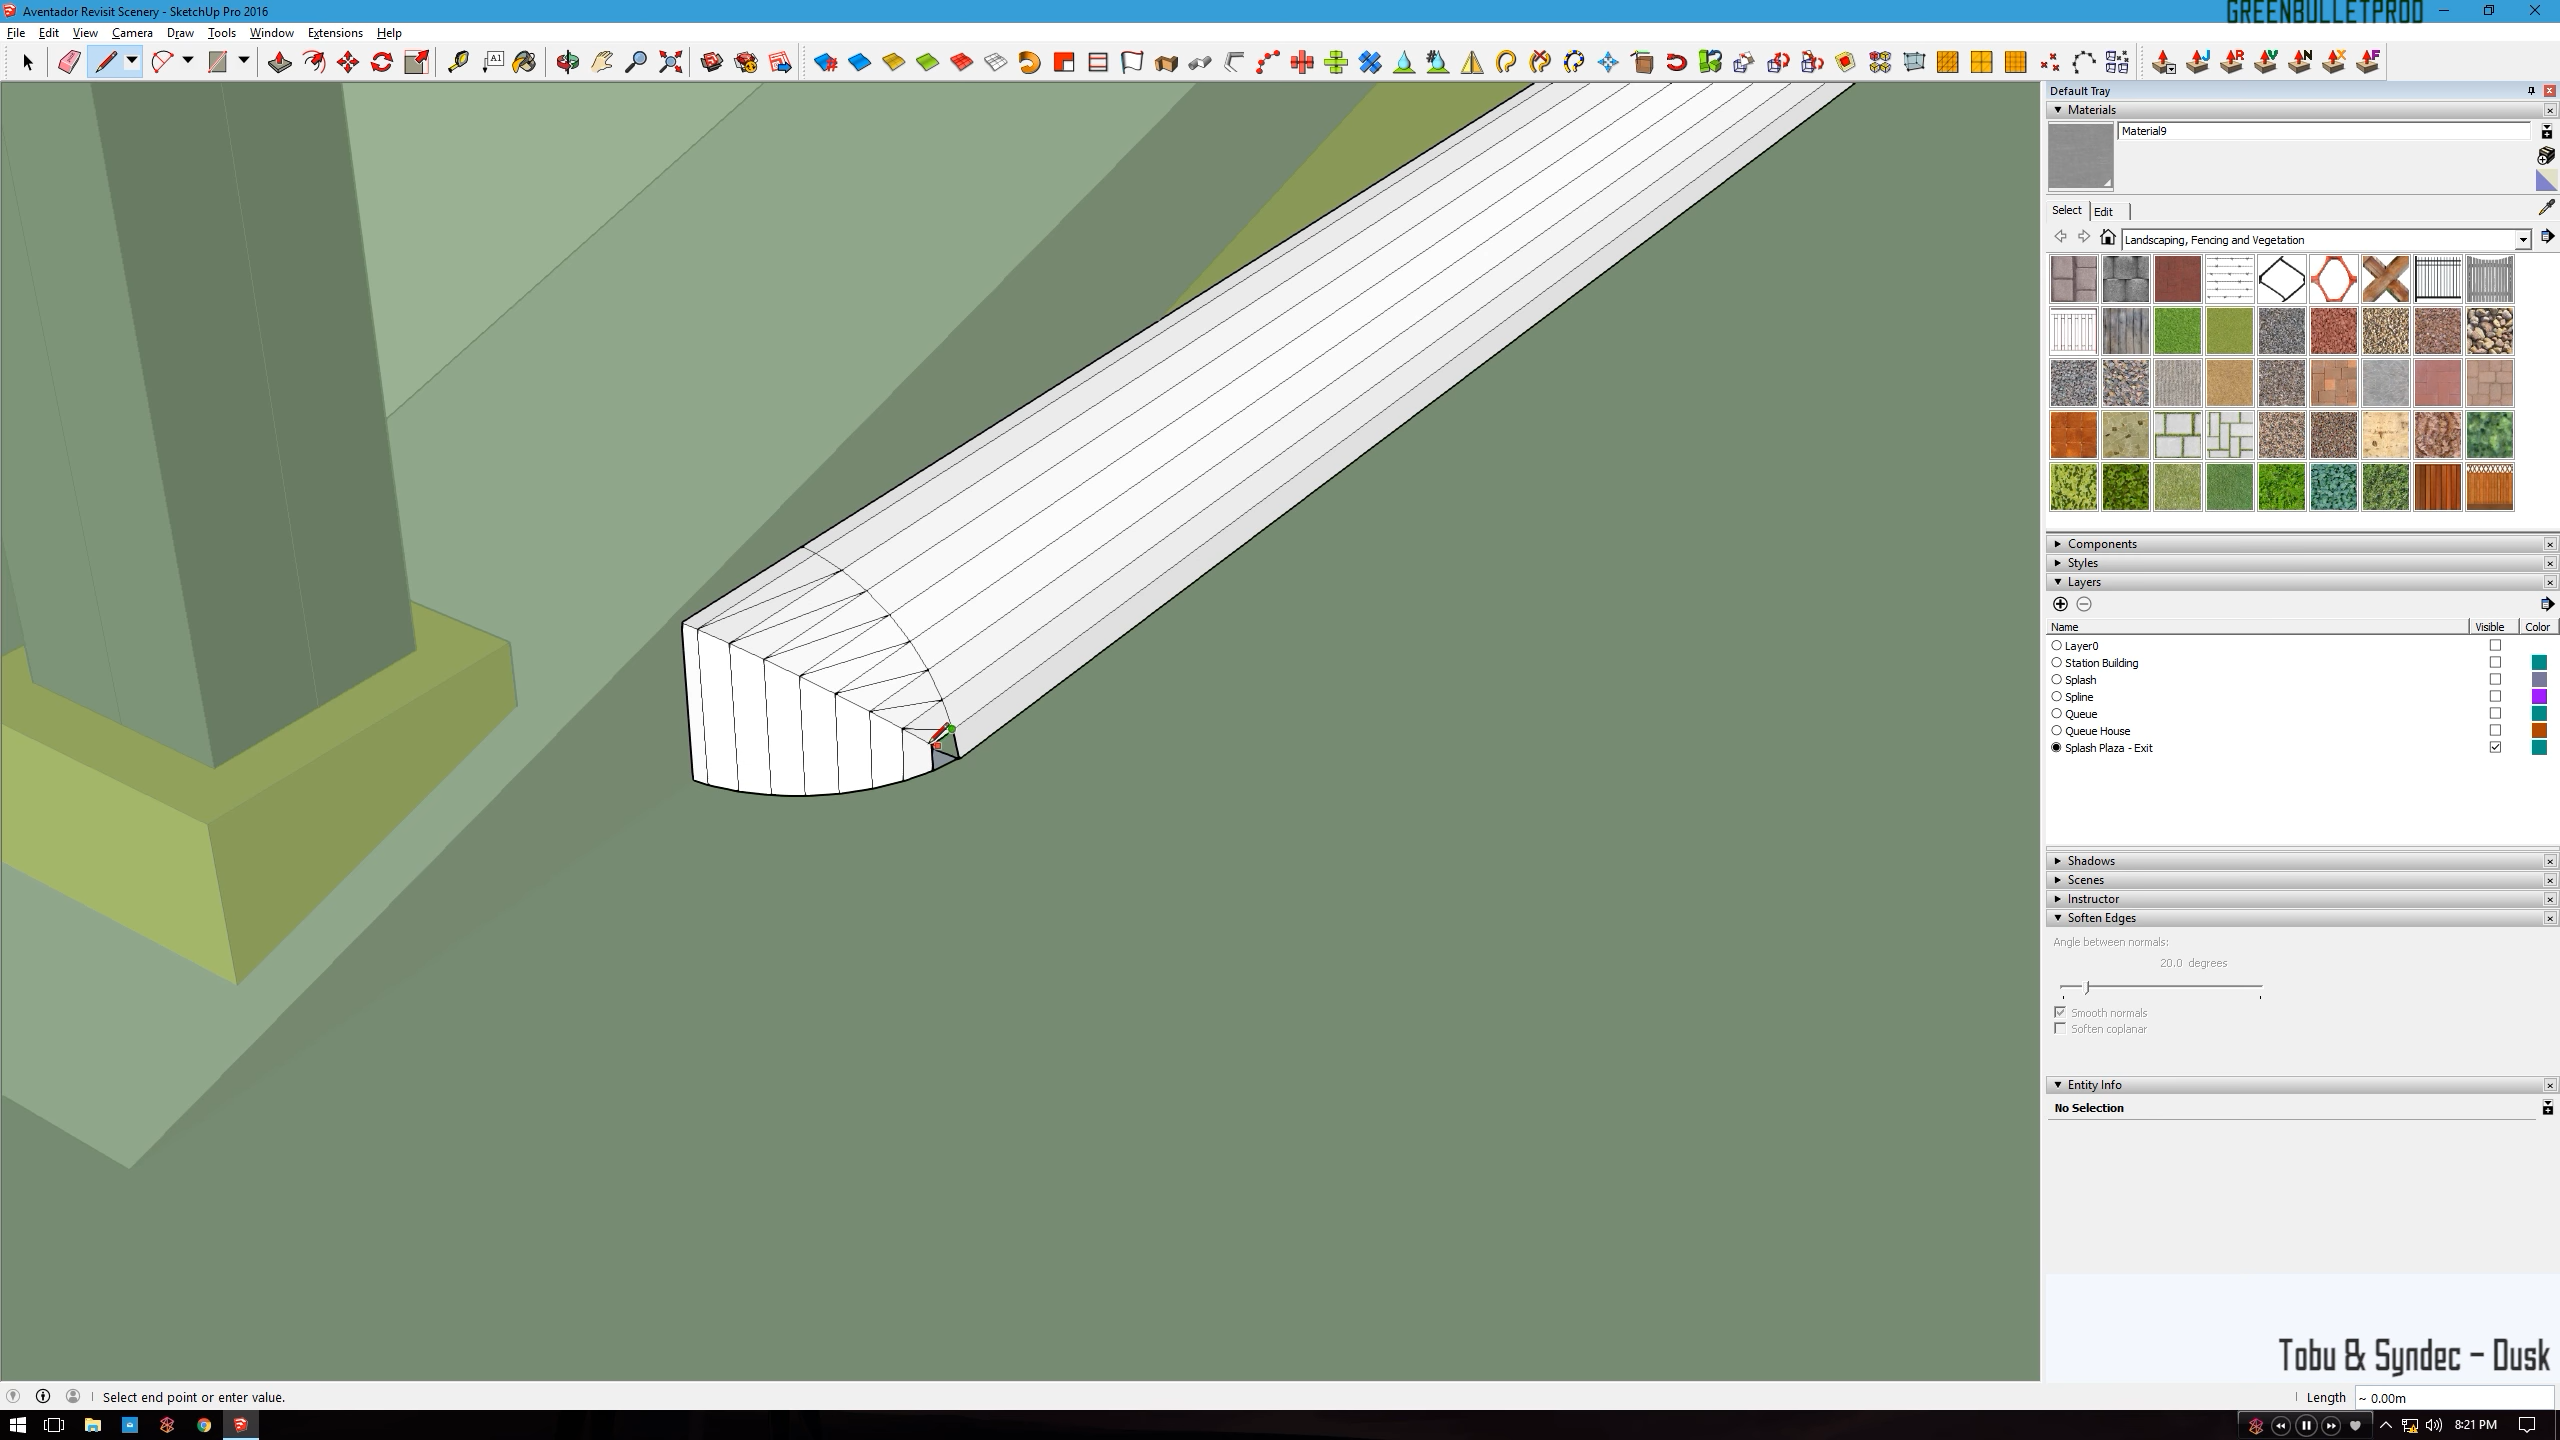 Aventador Revisit Scenery - SketchUp Pro 2016
GREENBULLETPROD
File Edit View Camera Draw Tools Window Extensions Help
A1
J R V N X F
Default Tray
Materials
Material9
Select Edit
Landscaping, Fencing and Vegetation
Components
Styles
Layers
Name Visible Color
Layer0
Station Building
Splash
Spline
Queue
Queue House
Splash Plaza - Exit
Shadows
Scenes
Instructor
Soften Edges
Angle between normals:
20.0 degrees
Smooth normals
Soften coplanar
Entity Info
No Selection
Tobu & Syndec - Dusk
Select end point or enter value.
Length ~ 0.00m
8:21 PM